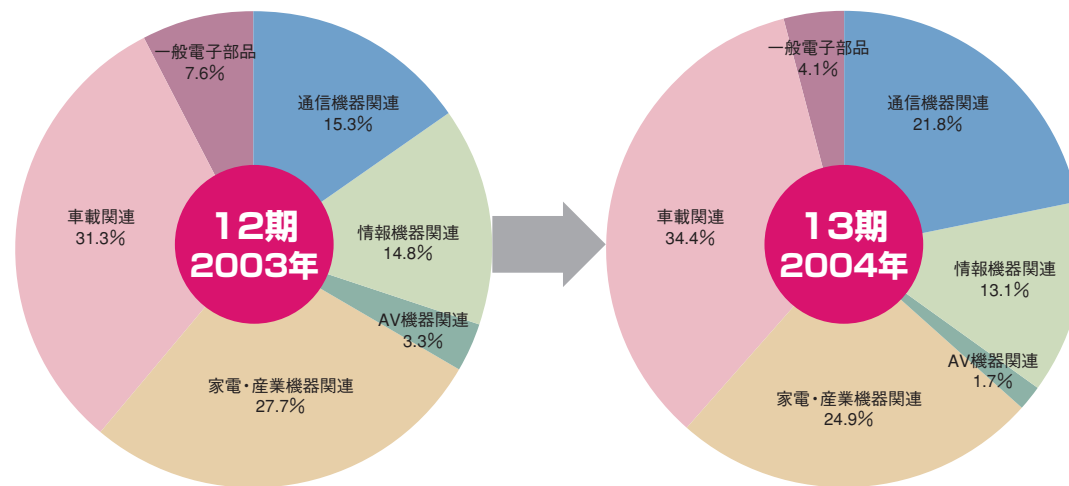 一般電子部品
7.6%
通信機器関連
15.3%
車載関連
31.3%
12期
2003年
情報機器関連
14.8%
AV機器関連
3.3%
家電・産業機器関連
27.7%
一般電子部品
4.1%
通信機器関連
21.8%
車載関連
34.4%
13期
2004年
情報機器関連
13.1%
AV機器関連
1.7%
家電・産業機器関連
24.9%